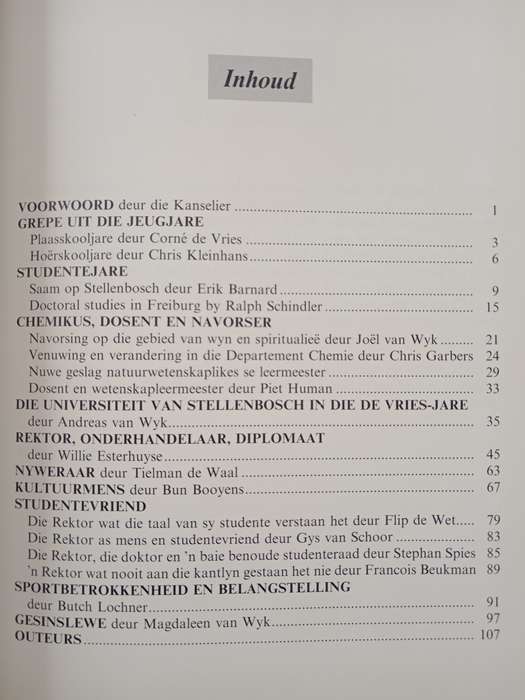 Inhoud
VOORWOORD deur die Kanselier ........ 1
GREPE UIT DIE JEUGJARE
Plaasskooljare deur Corné de Vries ........ 3
Hoërskooljare deur Chris Kleinhans ........ 6
STUDENTEJARE
Saam op Stellenbosch deur Erik Barnard ........ 9
Doctoral studies in Freiburg by Ralph Schindler ........ 15
CHEMIKUS, DOSENT EN NAVORSER
Navorsing op die gebied van wyn en spiritualieë deur Joël van Wyk ........ 21
Venuwing en verandering in die Departement Chemie deur Chris Garbers 24
Nuwe geslag natuurwetenskaplikes se leermeester ........ 29
Dosent en wetenskapleermeester deur Piet Human ........ 33
DIE UNIVERSITEIT VAN STELLENBOSCH IN DIE DE VRIES-JARE
deur Andreas van Wyk ........ 35
REKTOR, ONDERHANDELAAR, DIPLOMAAT
deur Willie Esterhuyse ........ 45
NYWERAAR deur Tielman de Waal ........ 63
KULTUURMENS deur Bun Booyens ........ 67
STUDENTEVRIEND
Die Rektor wat die taal van sy studente verstaan het deur Flip de Wet ..... 79
Die Rektor as mens en studentevriend deur Gys van Schoor ........ 83
Die Rektor, die doktor en 'n baie benoude studenteraad deur Stephan Spies 85
'n Rektor wat nooit aan die kantlyn gestaan het nie deur Francois Beukman 89
SPORTBETROKKENHEID EN BELANGSTELLING
deur Butch Lochner ........ 91
GESINSLEWE deur Magdaleen van Wyk ........ 97
OUTEURS ........ 107